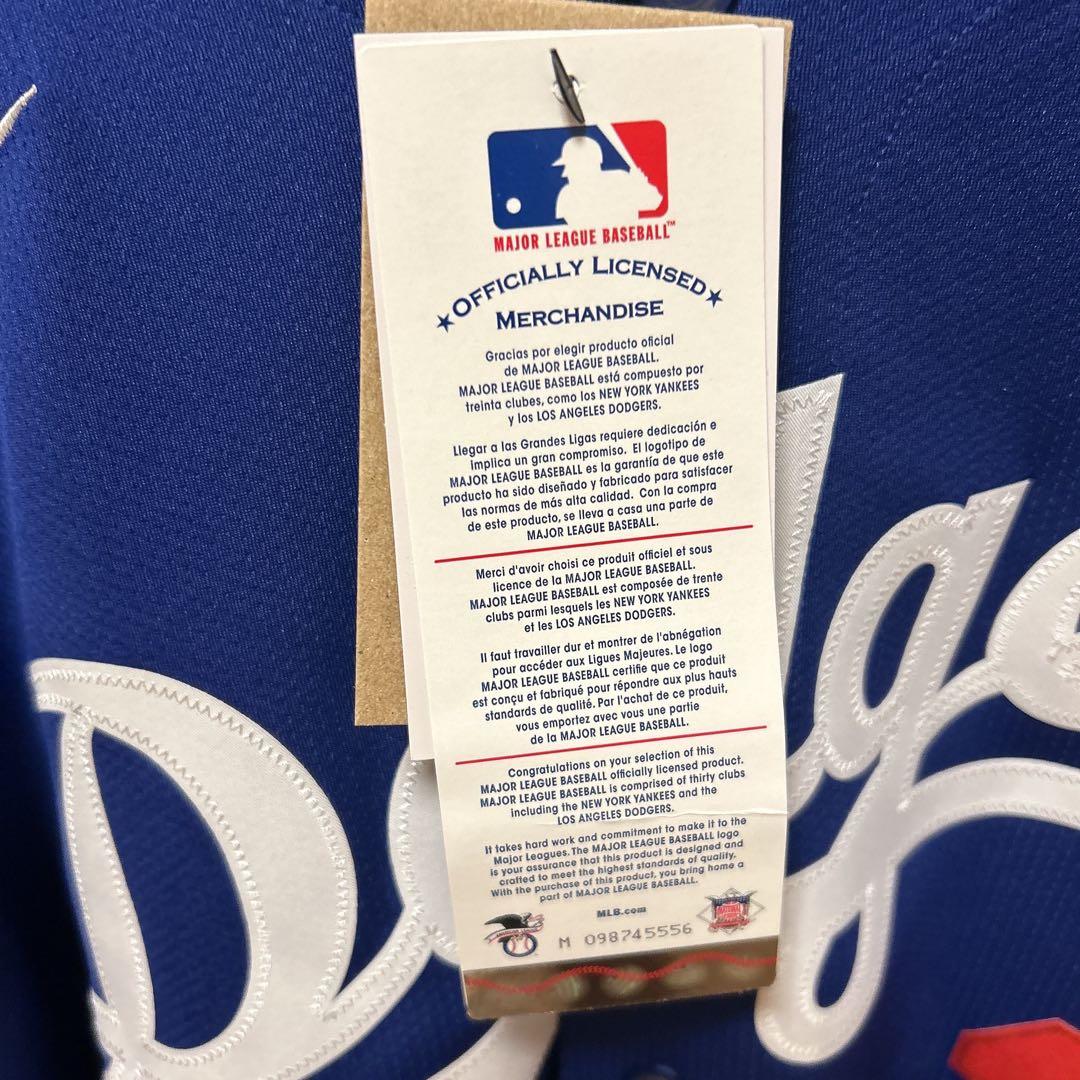 MAJOR LEAGUE BASEBALL™
★OFFICIALLY LICENSED★
MERCHANDISE
Gracias por elegir producto oficial
de MAJOR LEAGUE BASEBALL.
MAJOR LEAGUE BASEBALL está compuesto por
treinta clubes, como los NEW YORK YANKEES
y los LOS ANGELES DODGERS.
Llegar a las Grandes Ligas requiere dedicación e
implica un gran compromiso. El logotipo de
MAJOR LEAGUE BASEBALL es la garantía de que este
producto ha sido diseñado y fabricado para satisfacer
las normas de más alta calidad. Con la compra
de este producto, se lleva a casa una parte de
MAJOR LEAGUE BASEBALL.
Merci d'avoir choisi ce produit officiel et sous
licence de la MAJOR LEAGUE BASEBALL.
MAJOR LEAGUE BASEBALL est composée de trente
clubs parmi lesquels les NEW YORK YANKEES
et les LOS ANGELES DODGERS.
Il faut travailler dur et montrer de l'abnégation
pour accéder aux Ligues Majeures. Le logo
MAJOR LEAGUE BASEBALL certifie que ce produit
est conçu et fabriqué pour répondre aux plus hauts
standards de qualité. Par l'achat de ce produit,
vous emportez avec vous une partie
de la MAJOR LEAGUE BASEBALL.
Congratulations on your selection of this
MAJOR LEAGUE BASEBALL officially licensed product.
MAJOR LEAGUE BASEBALL is comprised of thirty clubs
including the NEW YORK YANKEES and the
LOS ANGELES DODGERS.
It takes hard work and commitment to make it to the
Major Leagues. The MAJOR LEAGUE BASEBALL logo
is your assurance that this product is designed and
crafted to meet the highest standards of quality.
With the purchase of this product, you bring home a
part of MAJOR LEAGUE BASEBALL.
MLB.com
M 098745556